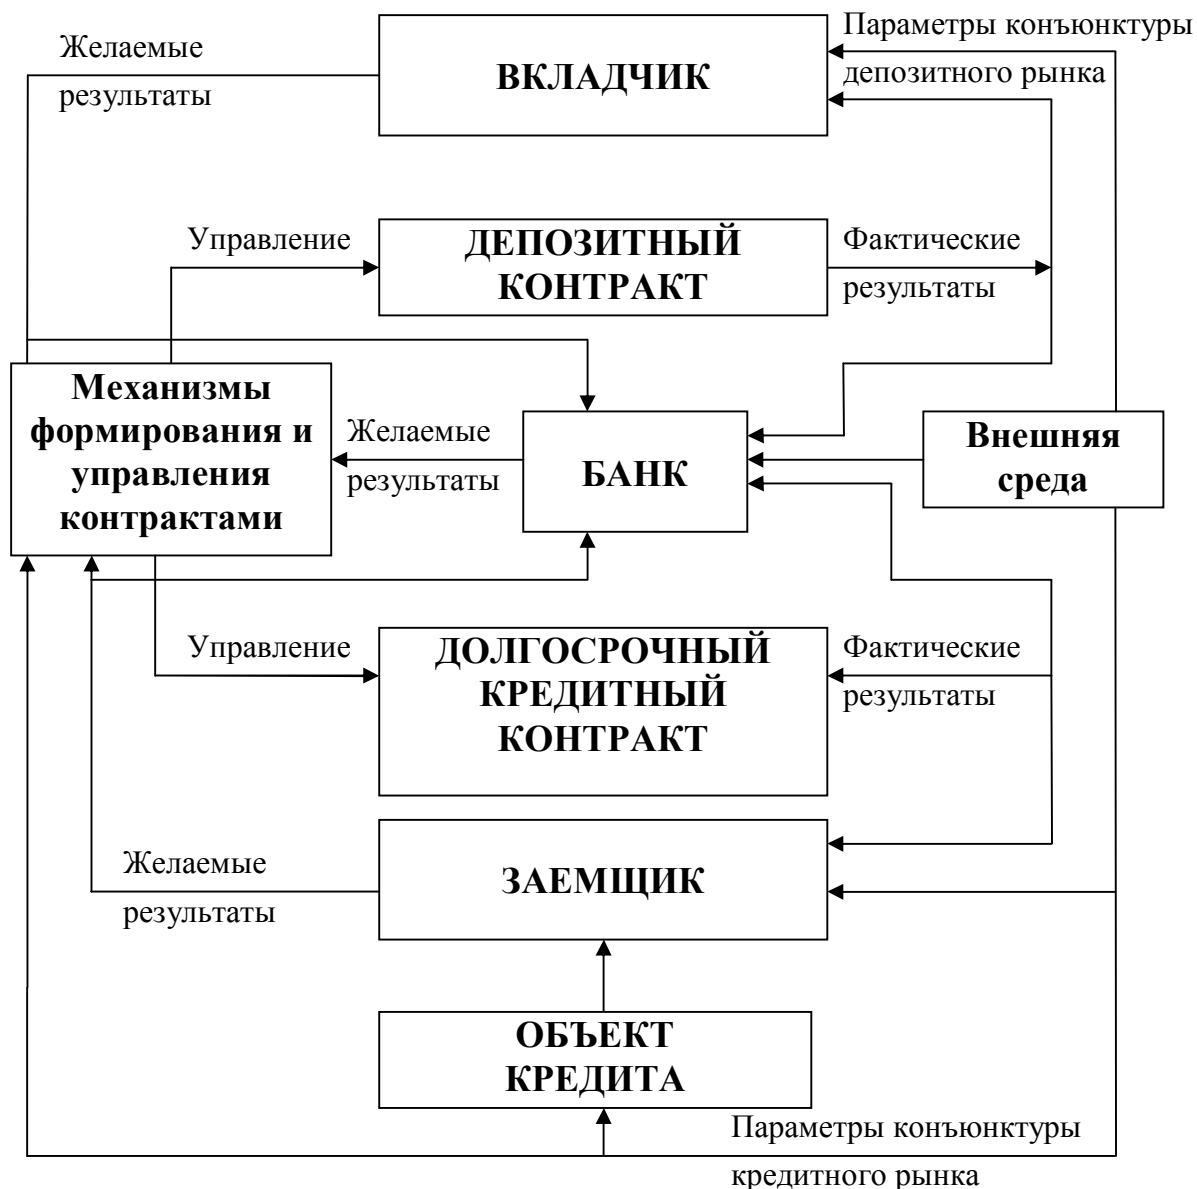 Параметры конъюнктуры
депозитного рынка
Желаемые
результаты
ВКЛАДЧИК
Управление
ДЕПОЗИТНЫЙ
КОНТРАКТ
Фактические
результаты
Механизмы
формирования и
управления
контрактами
Желаемые
результаты
БАНК
Внешняя
среда
Управление
ДОЛГОСРОЧНЫЙ
КРЕДИТНЫЙ
КОНТРАКТ
Фактические
результаты
Желаемые
результаты
ЗАЕМЩИК
ОБЪЕКТ
КРЕДИТА
Параметры конъюнктуры
кредитного рынка